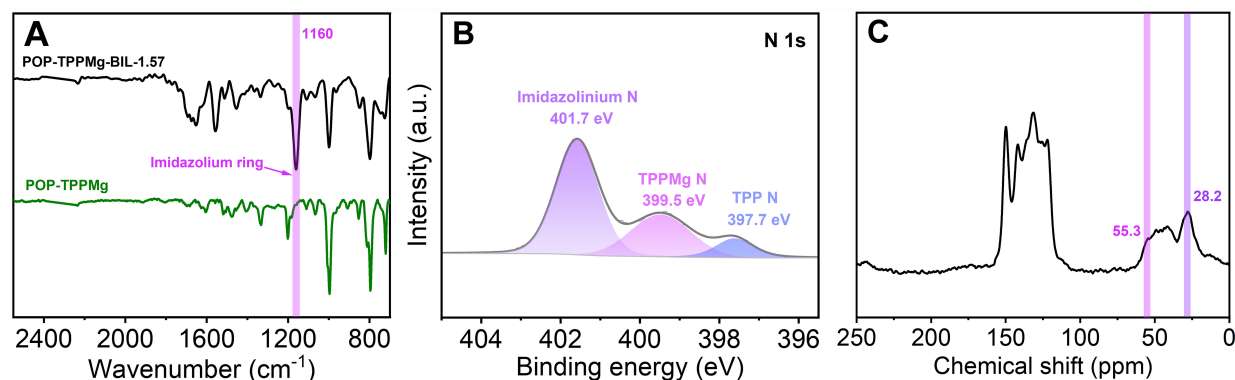 A
1160
POP-TPPMg-BIL-1.57
Imidazolium ring
POP-TPPMg
2400 2000 1600 1200 800
Wavenumber (cm⁻¹)
B
N 1s
Imidazolinium N
401.7 eV
TPPMg N
399.5 eV
TPP N
397.7 eV
Intensity (a.u.)
404 402 400 398 396
Binding energy (eV)
C
28.2
55.3
250 200 150 100 50 0
Chemical shift (ppm)